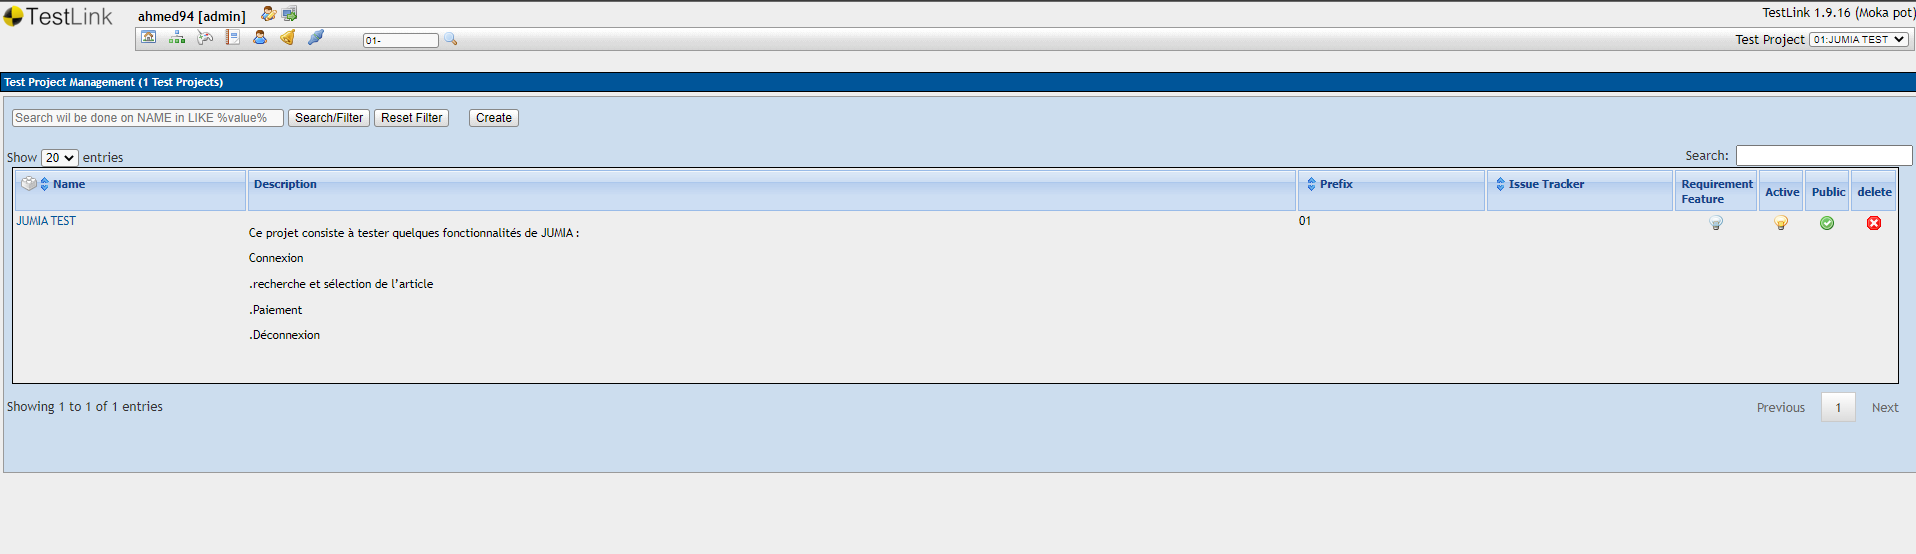 TestLink
ahmed94 [admin]
TestLink 1.9.16 (Moka pot)
01-
Test Project 01:JUMIA TEST
Test Project Management (1 Test Projects)
Search wil be done on NAME in LIKE %value% Search/Filter Reset Filter Create
Show 20 entries
Search:
Name Description Prefix Issue Tracker Requirement Feature Active Public delete
JUMIA TEST 01
Ce projet consiste à tester quelques fonctionnalités de JUMIA :
Connexion
.recherche et sélection de l’article
.Paiement
.Déconnexion
Showing 1 to 1 of 1 entries
Previous 1 Next